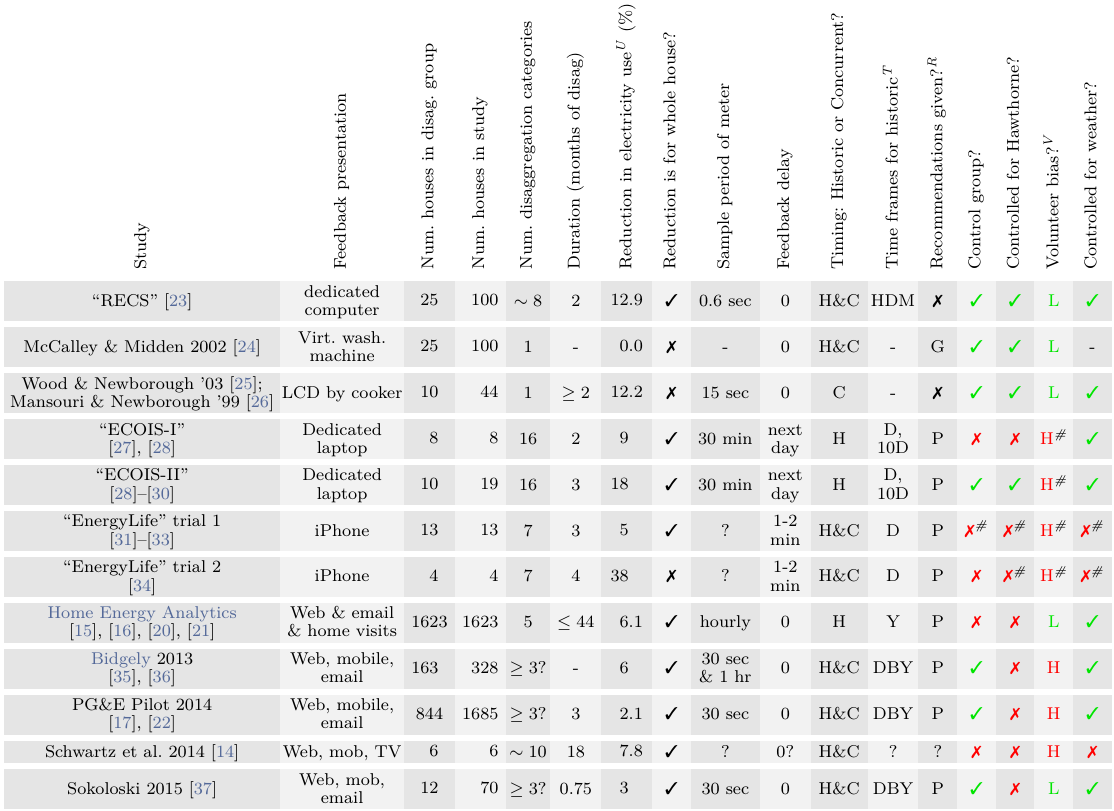 Study
Feedback presentation
Num. houses in disag. group
Num. houses in study
Num. disaggregation categories
Duration (months of disag)
Reduction in electricity use^U (%)
Reduction is for whole house?
Sample period of meter
Feedback delay
Timing: Historic or Concurrent?
Time frames for historic^T
Recommendations given?^R
Control group?
Controlled for Hawthorne?
Volunteer bias?^V
Controlled for weather?
“RECS” [23] dedicated computer 25 100 ∼ 8 2 12.9 ✓ 0.6 sec 0 H&C HDM ✗ ✓ ✓ L ✓
McCalley & Midden 2002 [24] Virt. wash. machine 25 100 1 - 0.0 ✗ - 0 H&C - G ✓ ✓ L -
Wood & Newborough ’03 [25]; Mansouri & Newborough ’99 [26] LCD by cooker 10 44 1 ≥ 2 12.2 ✗ 15 sec 0 C - ✗ ✓ ✓ L ✓
“ECOIS-I” [27], [28] Dedicated laptop 8 8 16 2 9 ✓ 30 min next day H D, 10D P ✗ ✗ H# ✓
“ECOIS-II” [28]–[30] Dedicated laptop 10 19 16 3 18 ✓ 30 min next day H D, 10D P ✓ ✓ H# ✓
“EnergyLife” trial 1 [31]–[33] iPhone 13 13 7 3 5 ✓ ? 1-2 min H&C D P ✗# ✗# H# ✗#
“EnergyLife” trial 2 [34] iPhone 4 4 7 4 38 ✗ ? 1-2 min H&C D P ✗ ✗# H# ✗#
Home Energy Analytics [15], [16], [20], [21] Web & email & home visits 1623 1623 5 ≤ 44 6.1 ✓ hourly 0 H Y P ✗ ✗ L ✓
Bidgely 2013 [35], [36] Web, mobile, email 163 328 ≥ 3? - 6 ✓ 30 sec & 1 hr 0 H&C DBY P ✓ ✗ H ✓
PG&E Pilot 2014 [17], [22] Web, mobile, email 844 1685 ≥ 3? 3 2.1 ✓ 30 sec 0 H&C DBY P ✓ ✗ H ✓
Schwartz et al. 2014 [14] Web, mob, TV 6 6 ∼ 10 18 7.8 ✓ ? 0? H&C ? ? ✗ ✗ H ✗
Sokoloski 2015 [37] Web, mob, email 12 70 ≥ 3? 0.75 3 ✓ 30 sec 0 H&C DBY P ✓ ✗ L ✓